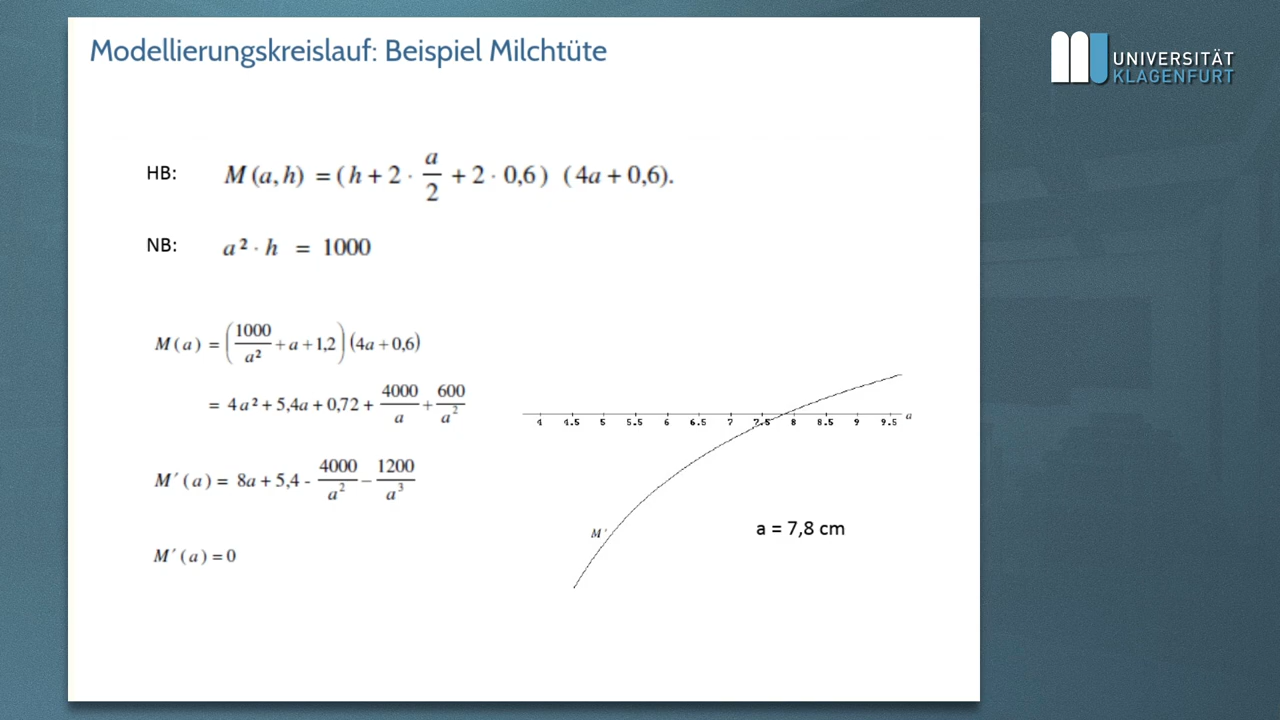 Modellierungskreislauf: Beispiel Milchtüte
UNIVERSITÄT
KLAGENFURT
HB: M (a, h) = ( h + 2 · a/2 + 2 · 0,6 ) ( 4a + 0,6).
NB: a² · h = 1000
M (a) = (1000/a² + a + 1,2) (4a + 0,6)
= 4a² + 5,4a + 0,72 + 4000/a + 600/a²
M´ (a) = 8a + 5,4 - 4000/a² − 1200/a³
M´ (a) = 0
4 4.5 5 5.5 6 6.5 7 7.5 8 8.5 9 9.5 a
M´
a = 7,8 cm